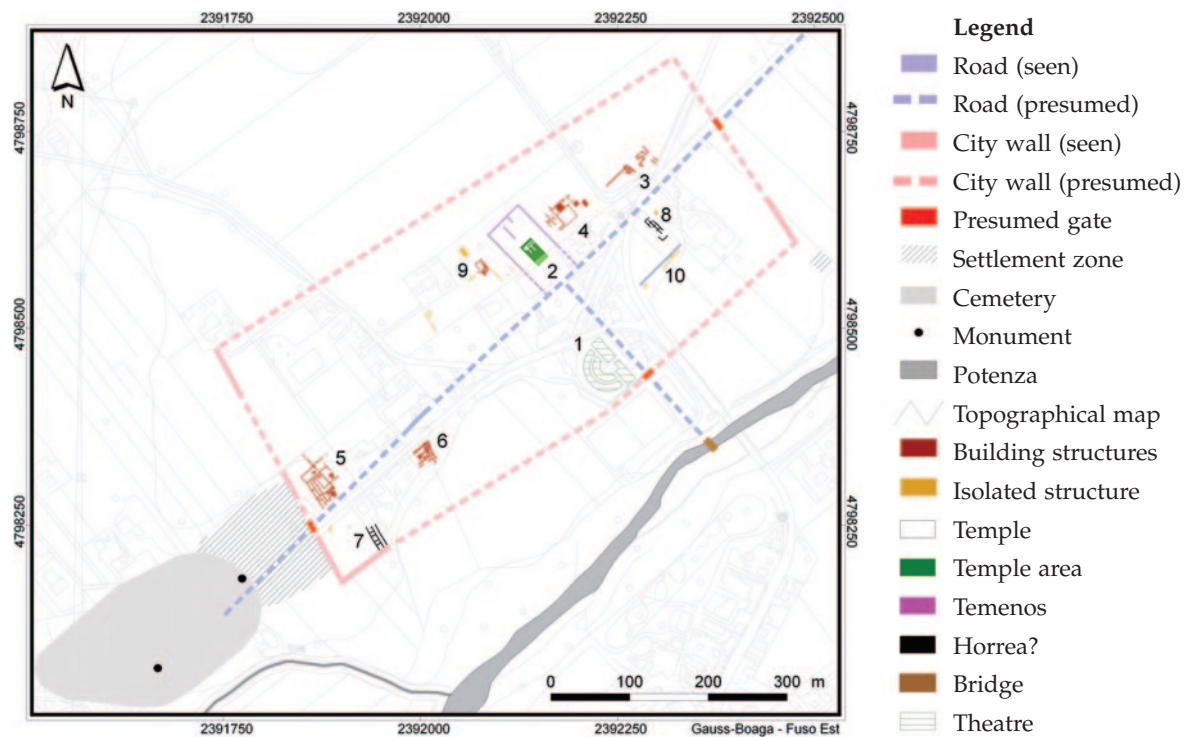 2391750 2392000 2392250 2392500
N
4798750 4798750
3
8
4
2
9
10
4798500 4798500
1
5
6
4798250 4798250
7
0 100 200 300 m
2391750 2392000 2392250 Gauss-Boaga - Fuso Est
Legend
Road (seen)
Road (presumed)
City wall (seen)
City wall (presumed)
Presumed gate
Settlement zone
Cemetery
Monument
Potenza
Topographical map
Building structures
Isolated structure
Temple
Temple area
Temenos
Horrea?
Bridge
Theatre